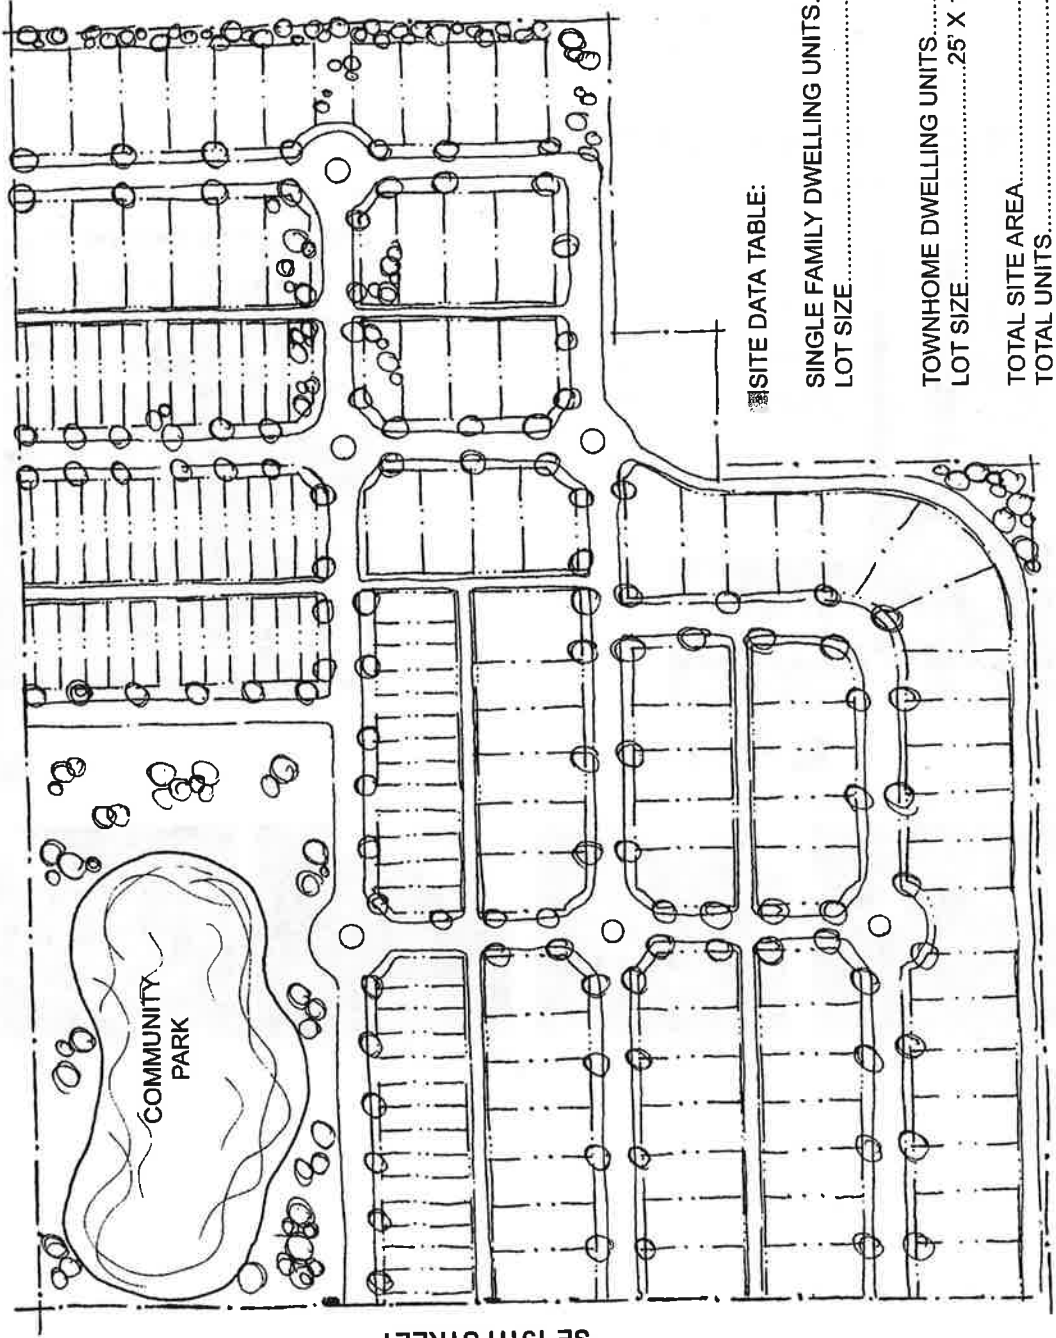 COMMUNITY
PARK
SITE DATA TABLE:
SINGLE FAMILY DWELLING UNITS.
LOT SIZE..............................
TOWNHOME DWELLING UNITS....
LOT SIZE..............................25' X
TOTAL SITE AREA......................
TOTAL UNITS..........................
SE 15TH STREET